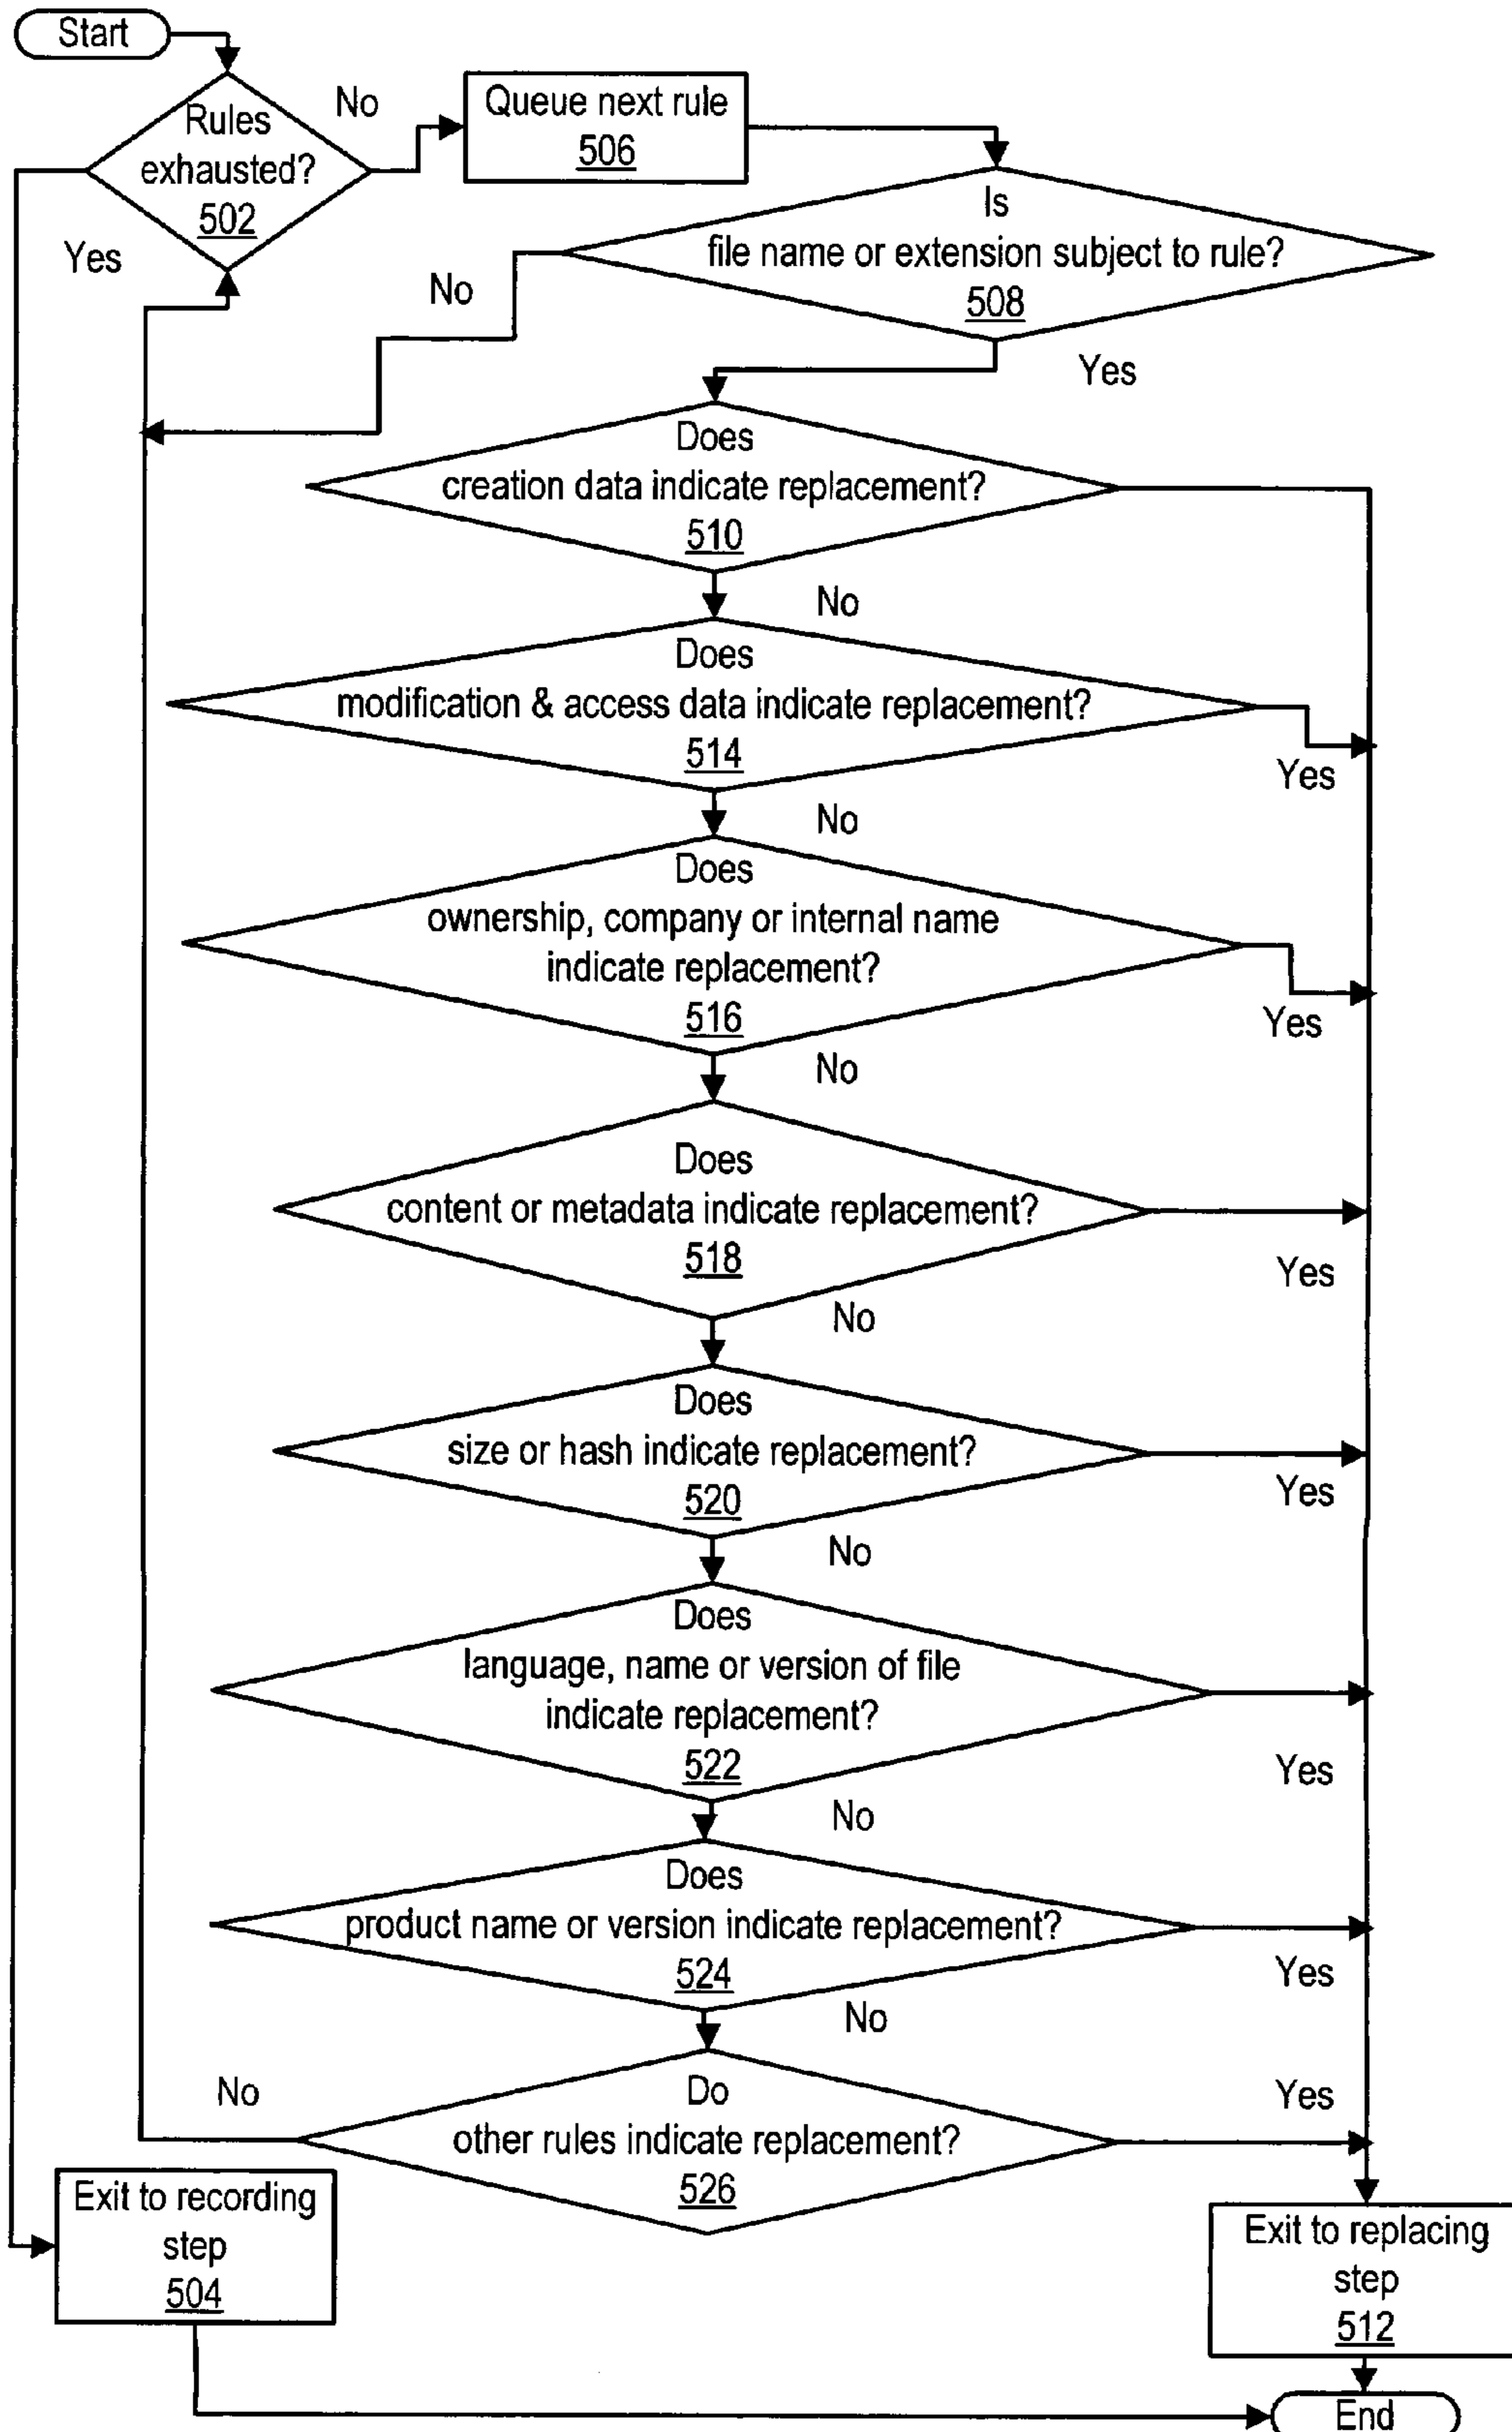 Start
Rules
exhausted?
502
No
Yes
Queue next rule
506
Is
file name or extension subject to rule?
508
No
Yes
Does
creation data indicate replacement?
510
No
Does
modification & access data indicate replacement?
514
Yes
No
Does
ownership, company or internal name
indicate replacement?
516
Yes
No
Does
content or metadata indicate replacement?
518
Yes
No
Does
size or hash indicate replacement?
520
Yes
No
Does
language, name or version of file
indicate replacement?
522
Yes
No
Does
product name or version indicate replacement?
524
Yes
No
Do
other rules indicate replacement?
526
No
Yes
Exit to recording
step
504
Exit to replacing
step
512
End